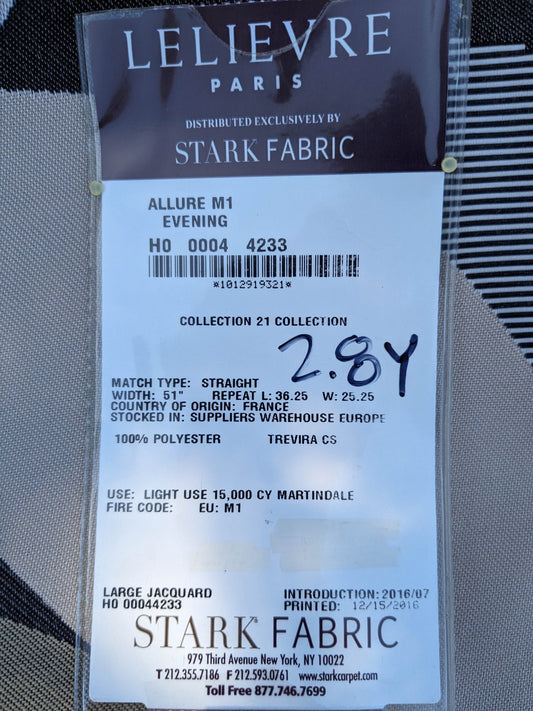 LELIEVRE
PARIS
DISTRIBUTED EXCLUSIVELY BY
STARK FABRIC
ALLURE M1
EVENING
H0 0004 4233
*1012919321*
COLLECTION 21 COLLECTION
2.8Y
MATCH TYPE: STRAIGHT
WIDTH: 51" REPEAT L: 36.25 W: 25.25
COUNTRY OF ORIGIN: FRANCE
STOCKED IN: SUPPLIERS WAREHOUSE EUROPE
100% POLYESTER TREVIRA CS
USE: LIGHT USE 15,000 CY MARTINDALE
FIRE CODE: EU: M1
LARGE JACQUARD INTRODUCTION: 2016/07
H0 00044233 PRINTED: 12/15/2016
STARK FABRIC
979 Third Avenue New York, NY 10022
T 212.355.7186 F 212.593.0761 www.starkcarpet.com
Toll Free 877.746.7699